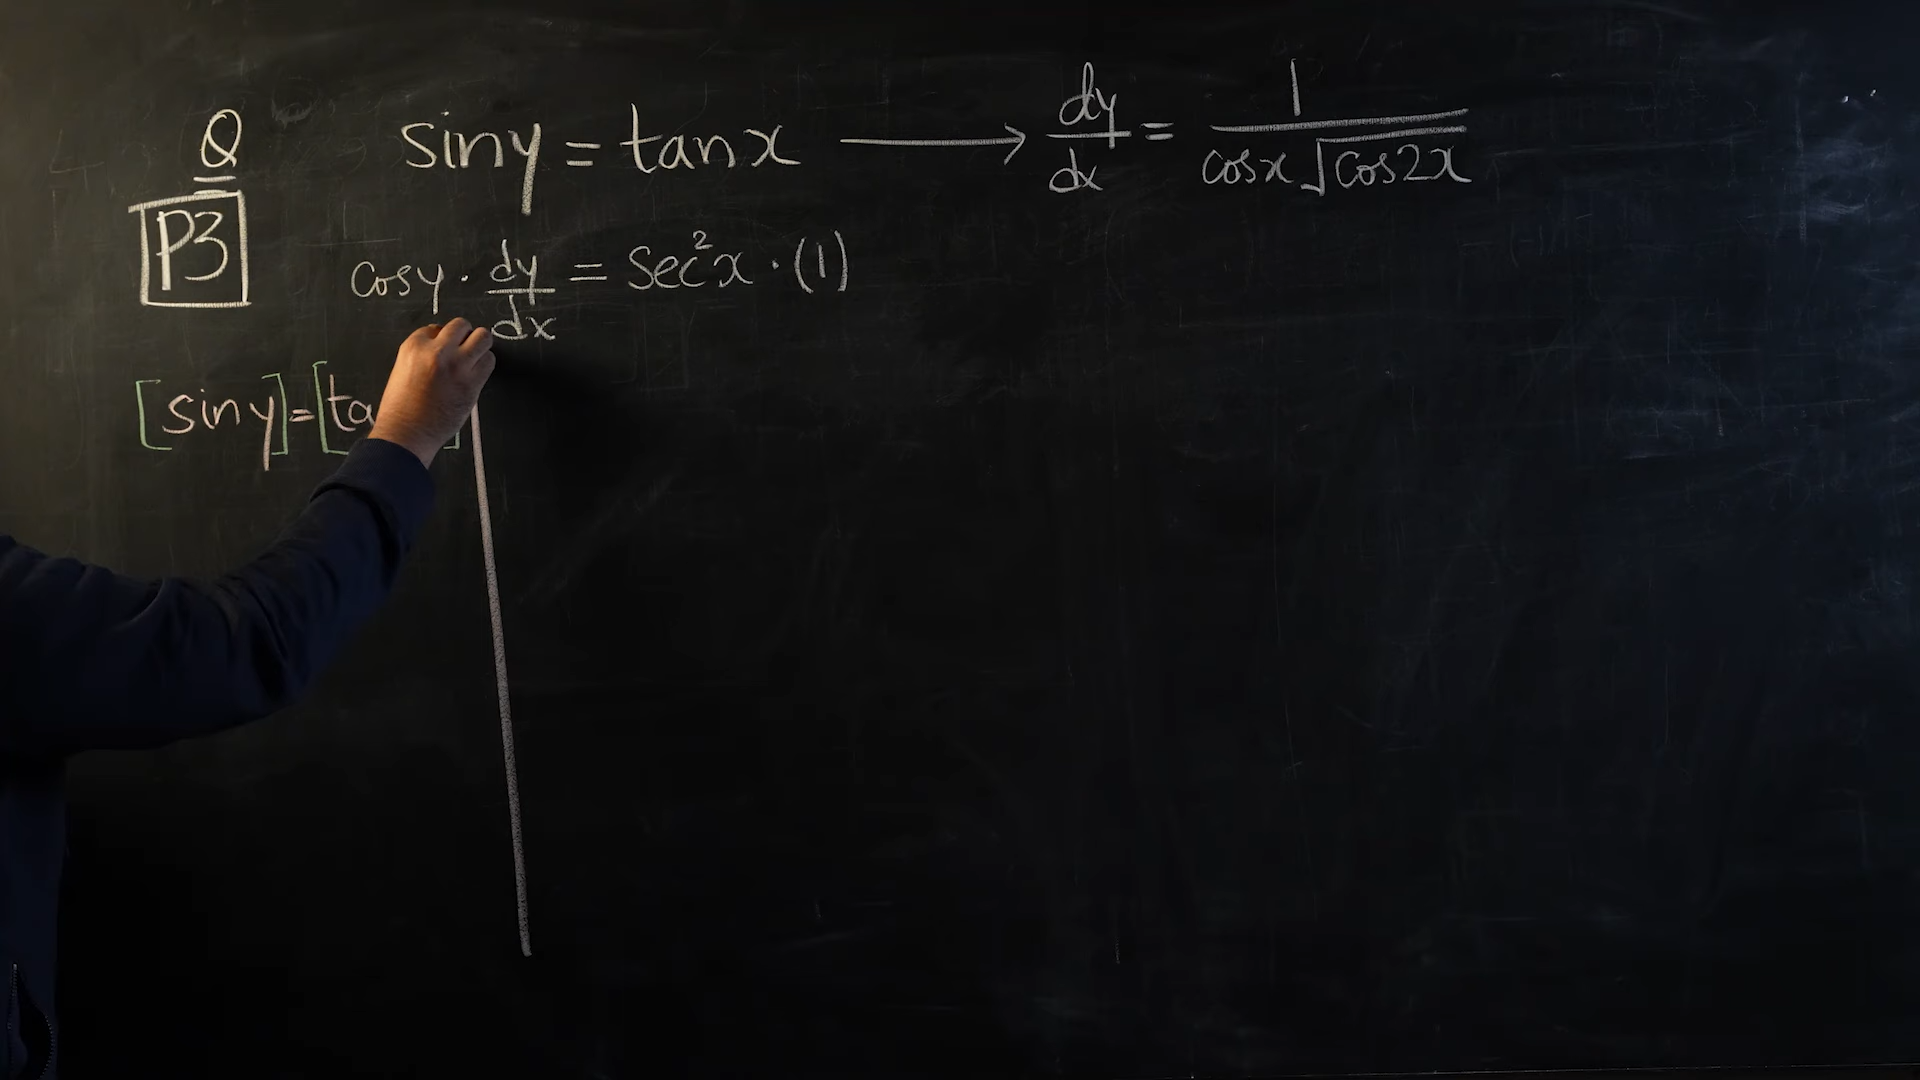 Q
siny = tanx ⟶ dy/dx = 1/(cosx √cos2x)
P3
cosy · dy/dx = sec²x · (1)
[siny] = [ta ]